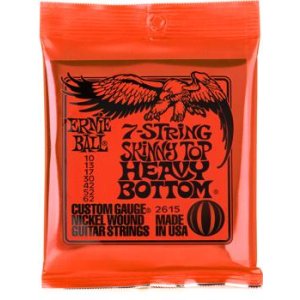 ERNIE
BALL
7-STRING
SKINNY TOP
HEAVY
BOTTOM
10
13
17
30
42
52
62
CUSTOM GAUGE® 2615 MADE
NICKEL WOUND IN USA
GUITAR STRINGS